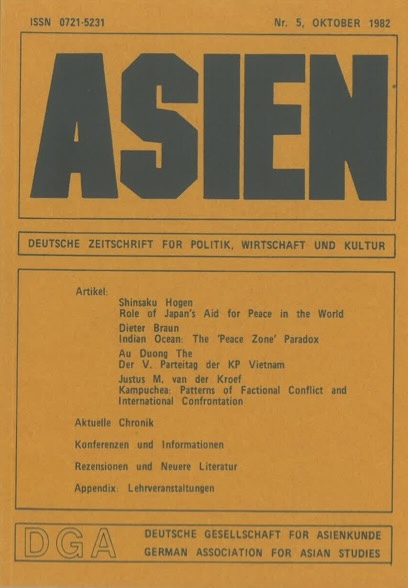 ISSN 0721-5231 Nr. 5, OKTOBER 1982
ASIEN
DEUTSCHE ZEITSCHRIFT FÜR POLITIK, WIRTSCHAFT UND KULTUR
Artikel:
Shinsaku Hogen
Role of Japan's Aid for Peace in the World
Dieter Braun
Indian Ocean: The 'Peace Zone' Paradox
Au Duong The
Der V. Parteitag der KP Vietnam
Justus M. van der Kroef
Kampuchea: Patterns of Factional Conflict and
International Confrontation
Aktuelle Chronik
Konferenzen und Informationen
Rezensionen und Neuere Literatur
Appendix: Lehrveranstaltungen
DGA DEUTSCHE GESELLSCHAFT FÜR ASIENKUNDE
GERMAN ASSOCIATION FOR ASIAN STUDIES